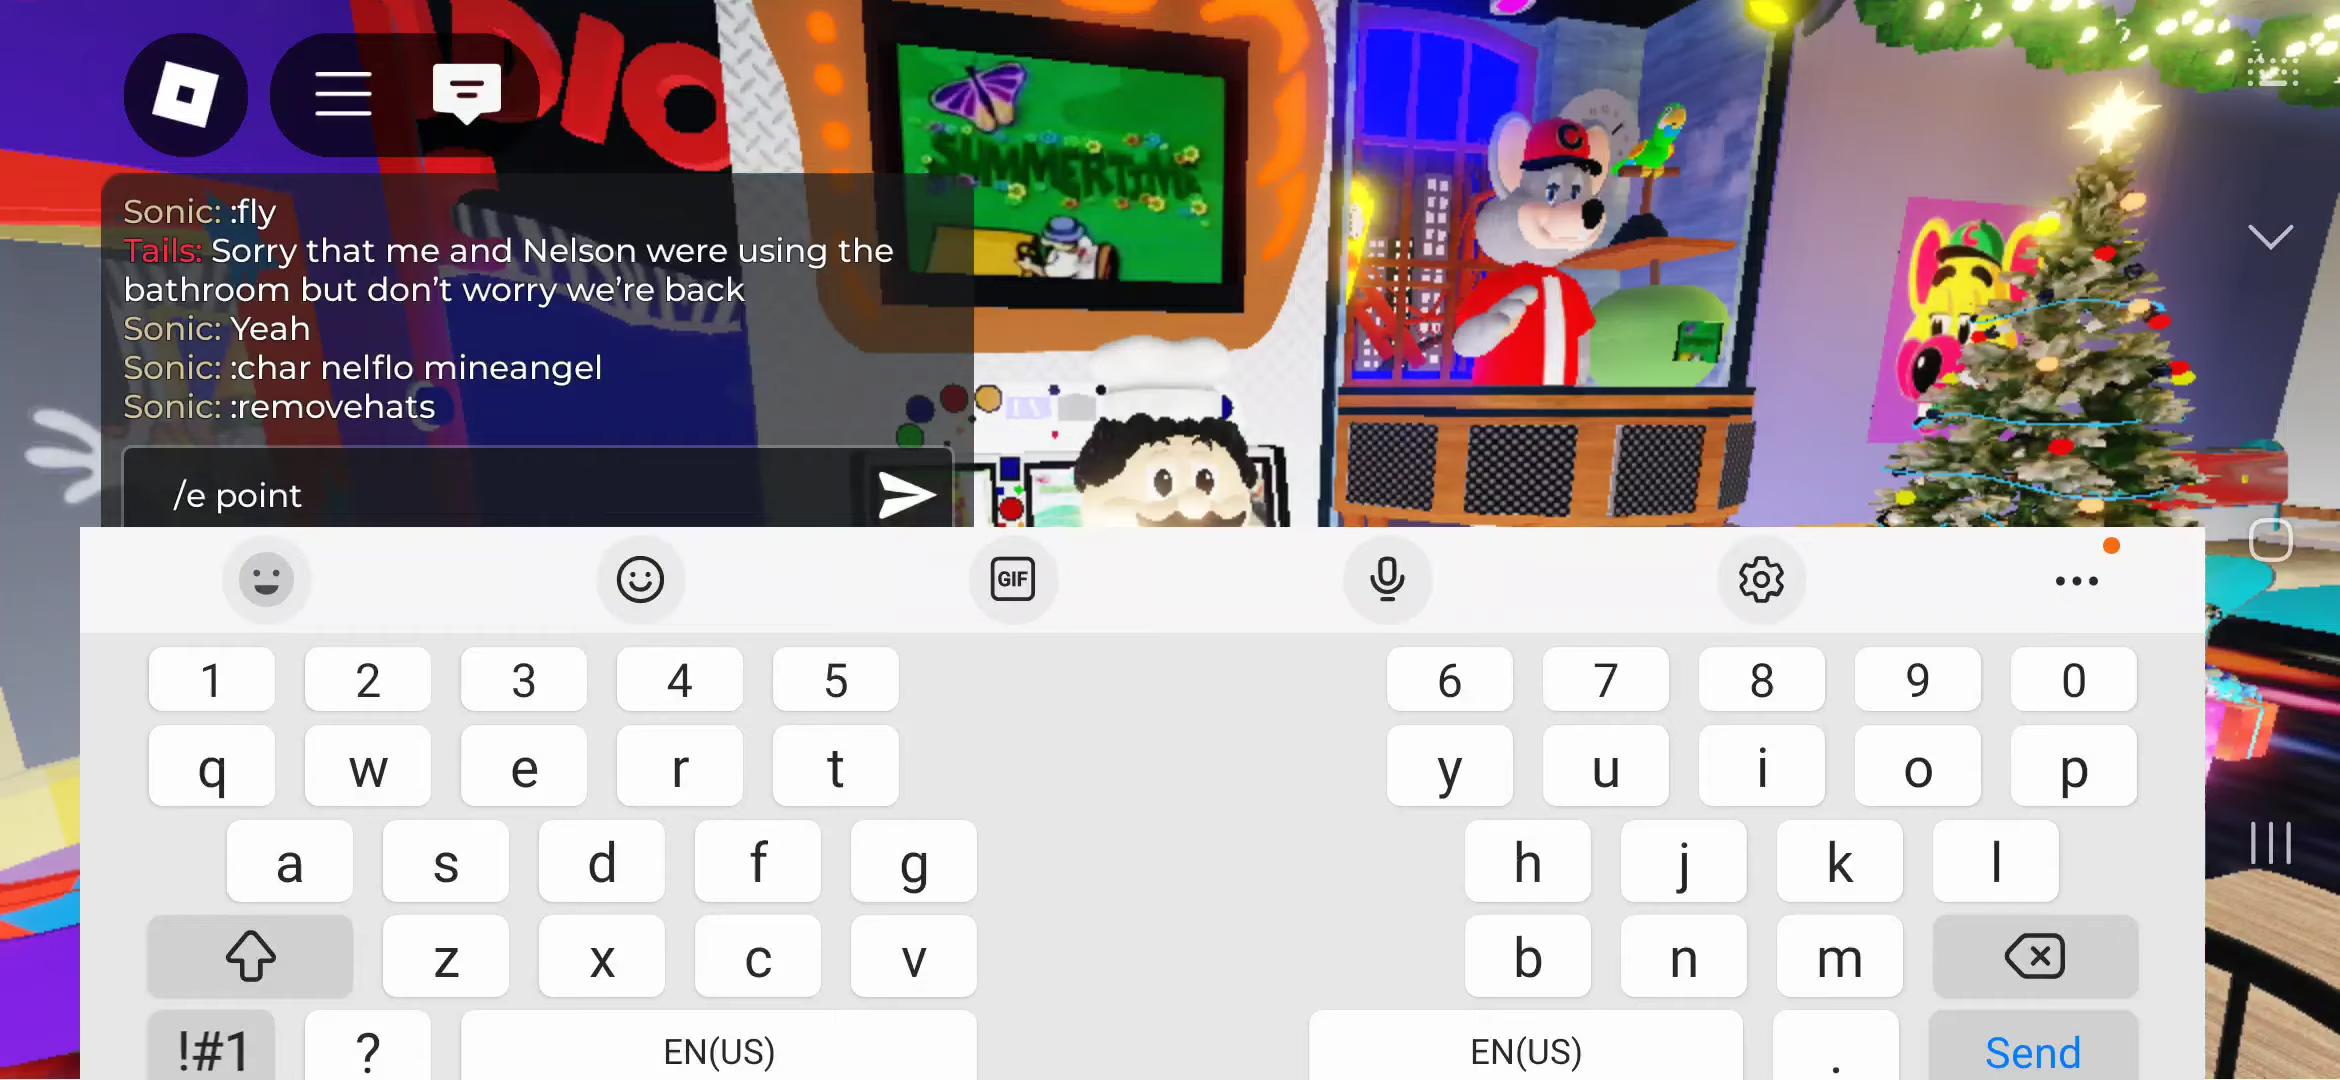 Sonic: :fly
Tails: Sorry that me and Nelson were using the
bathroom but don't worry we're back
Sonic: Yeah
Sonic: :char nelflo mineangel
Sonic: :removehats
/e point
SUMMERTIME
C
GIF
1 2 3 4 5 6 7 8 9 0
q w e r t y u i o p
a s d f g h j k l
z x c v b n m
!#1 ? EN(US) EN(US) . Send